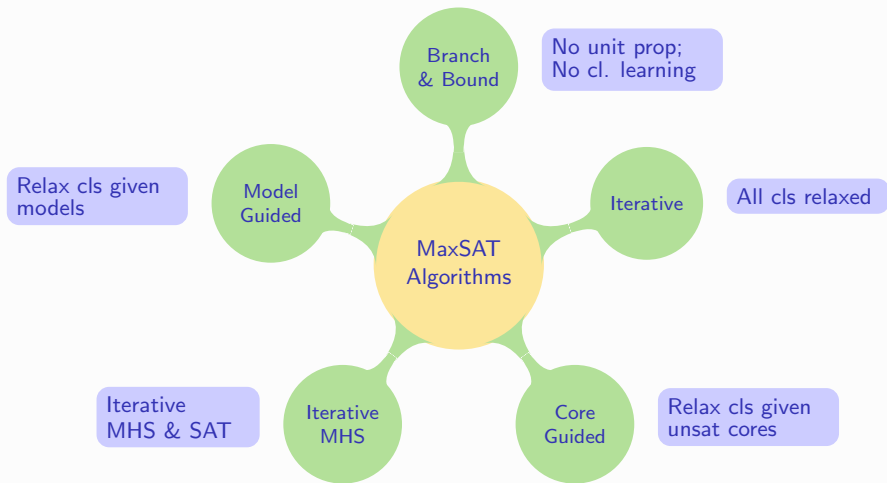 Branch
& Bound
No unit prop;
No cl. learning
Relax cls given
models
Model
Guided
Iterative
All cls relaxed
MaxSAT
Algorithms
Iterative
MHS & SAT
Iterative
MHS
Core
Guided
Relax cls given
unsat cores